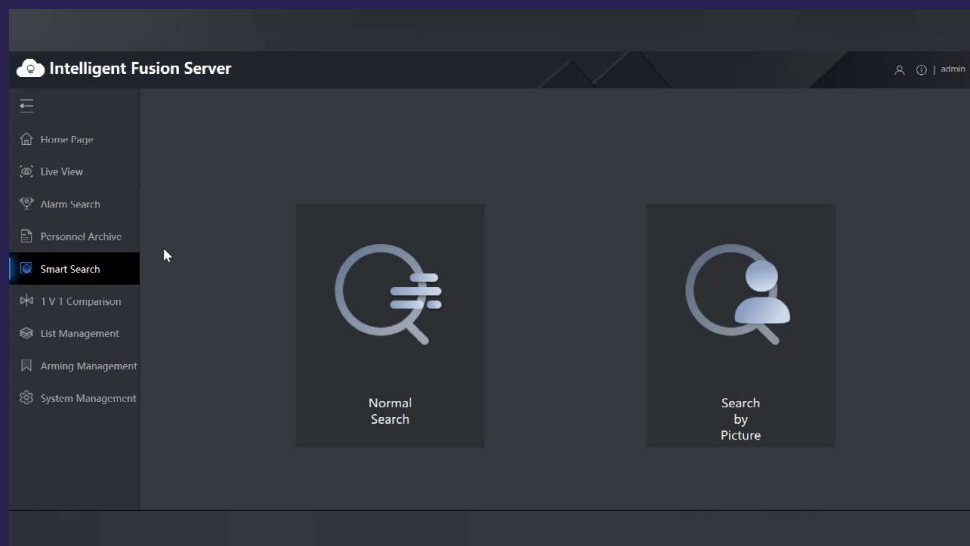 Intelligent Fusion Server
| admin
Home Page
Live View
Alarm Search
Personnel Archive
Smart Search
1 V 1 Comparison
List Management
Arming Management
System Management
Normal
Search
Search
by
Picture